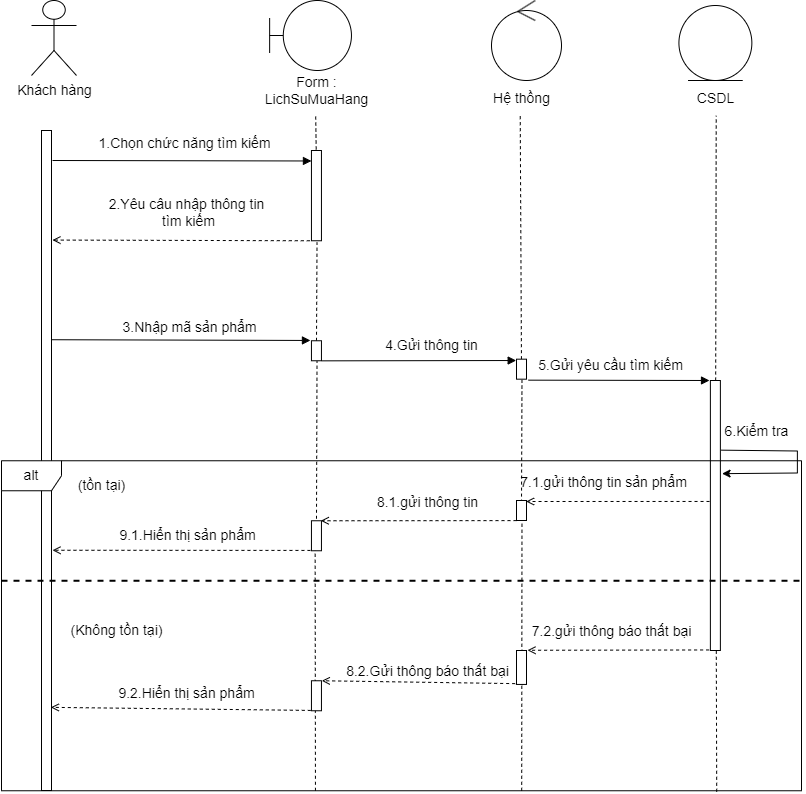 Khách hàng
Form :
LichSuMuaHang
Hệ thồng
CSDL
1.Chọn chức năng tìm kiếm
2.Yêu câu nhập thông tin
tìm kiếm
3.Nhập mã sản phẩm
4.Gửi thông tin
5.Gửi yêu cầu tìm kiếm
6.Kiểm tra
alt
(tồn tại)
7.1.gửi thông tin sản phẩm
8.1.gửi thông tin
9.1.Hiển thị sản phẩm
(Không tồn tại)
7.2.gửi thông báo thất bại
8.2.Gửi thông báo thất bại
9.2.Hiển thị sản phẩm